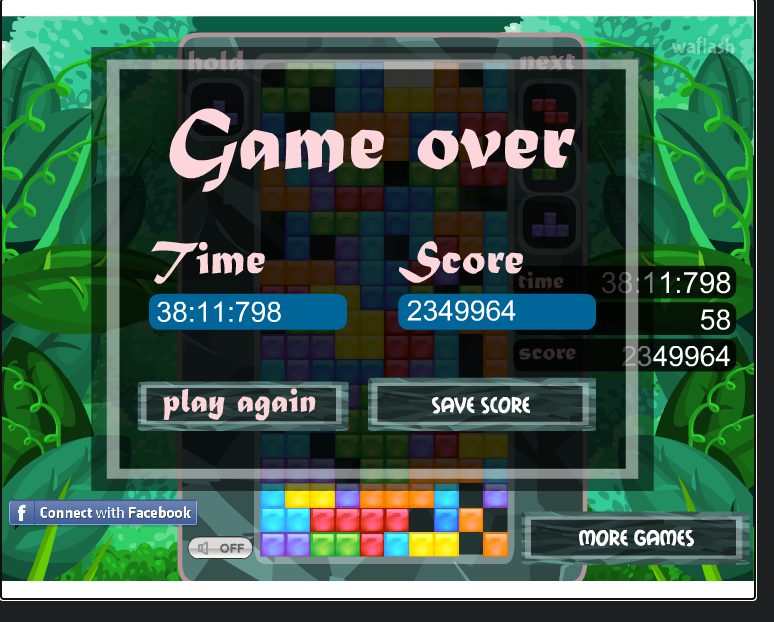 waflash
hold
next
Game over
Time
Score
38:11:798
2349964
time
38:11:798
58
score
2349964
play again
SAVE SCORE
f Connect with Facebook
OFF
MORE GAMES